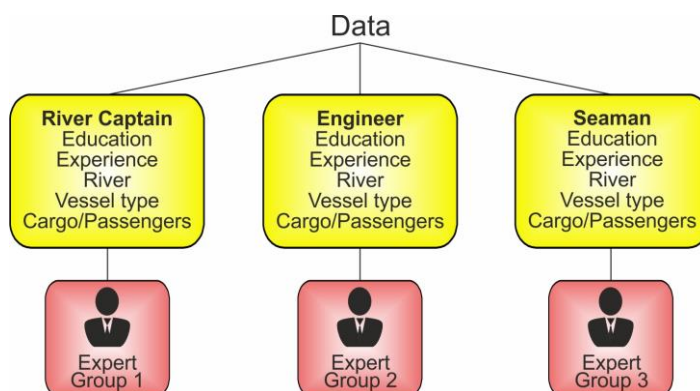 Data
River Captain
Education
Experience
River
Vessel type
Cargo/Passengers
Engineer
Education
Experience
River
Vessel type
Cargo/Passengers
Seaman
Education
Experience
River
Vessel type
Cargo/Passengers
Expert
Group 1
Expert
Group 2
Expert
Group 3